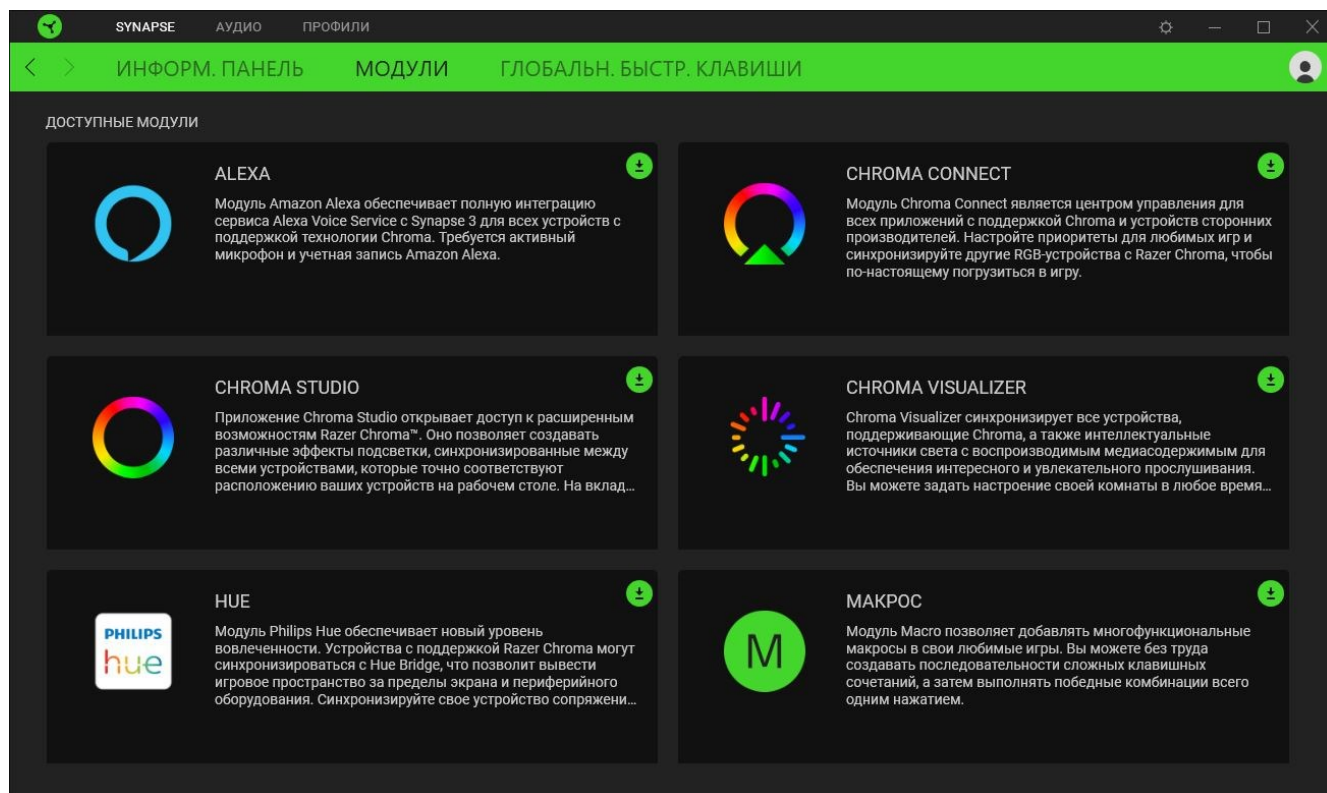 SYNAPSE АУДИО ПРОФИЛИ
ИНФОРМ. ПАНЕЛЬ МОДУЛИ ГЛОБАЛЬН. БЫСТР. КЛАВИШИ
ДОСТУПНЫЕ МОДУЛИ
ALEXA
Модуль Amazon Alexa обеспечивает полную интеграцию
сервиса Alexa Voice Service с Synapse 3 для всех устройств с
поддержкой технологии Chroma. Требуется активный
микрофон и учетная запись Amazon Alexa.
CHROMA CONNECT
Модуль Chroma Connect является центром управления для
всех приложений с поддержкой Chroma и устройств сторонних
производителей. Настройте приоритеты для любимых игр и
синхронизируйте другие RGB-устройства с Razer Chroma, чтобы
по-настоящему погрузиться в игру.
CHROMA STUDIO
Приложение Chroma Studio открывает доступ к расширенным
возможностям Razer Chroma™. Оно позволяет создавать
различные эффекты подсветки, синхронизированные между
всеми устройствами, которые точно соответствуют
расположению ваших устройств на рабочем столе. На вклад...
CHROMA VISUALIZER
Chroma Visualizer синхронизирует все устройства,
поддерживающие Chroma, а также интеллектуальные
источники света с воспроизводимым медиасодержимым для
обеспечения интересного и увлекательного прослушивания.
Вы можете задать настроение своей комнаты в любое время...
PHILIPS
hue
HUE
Модуль Philips Hue обеспечивает новый уровень
вовлеченности. Устройства с поддержкой Razer Chroma могут
синхронизироваться с Hue Bridge, что позволит вывести
игровое пространство за пределы экрана и периферийного
оборудования. Синхронизируйте свое устройство сопряжени...
M
МАКРОС
Модуль Macro позволяет добавлять многофункциональные
макросы в свои любимые игры. Вы можете без труда
создавать последовательности сложных клавишных
сочетаний, а затем выполнять победные комбинации всего
одним нажатием.